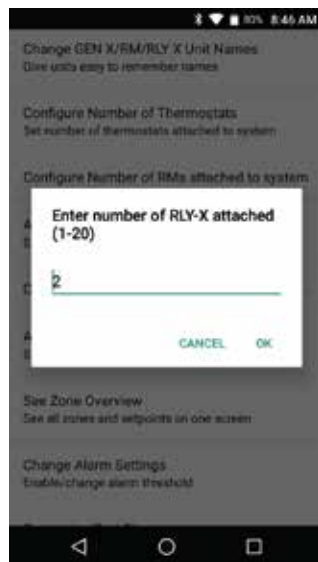 80% 8:46 AM
Change GEN X/RM/RLY X Unit Names
Give units easy to remember names
Configure Number of Thermostats
Set number of thermostats attached to system
Configure Number of RMs attached to system
Enter number of RLY-X attached
(1-20)
2
CANCEL OK
See Zone Overview
See all zones and setpoints on one screen
Change Alarm Settings
Enable/change alarm threshold